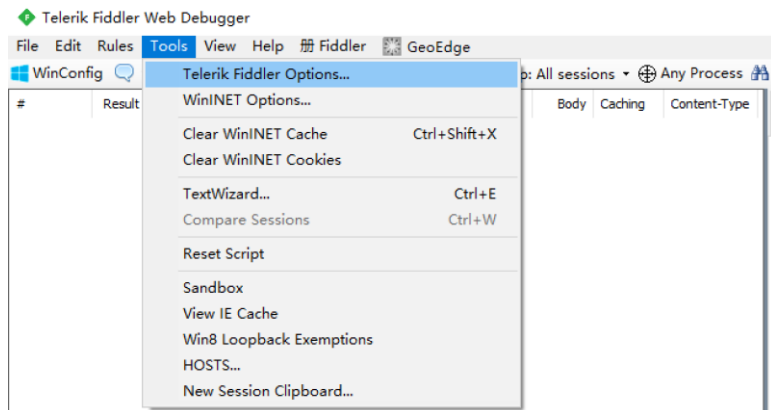 Telerik Fiddler Web Debugger
File Edit Rules Tools View Help 册 Fiddler GeoEdge
WinConfig : All sessions Any Process
# Result Body Caching Content-Type
Telerik Fiddler Options...
WinINET Options...
Clear WinINET Cache Ctrl+Shift+X
Clear WinINET Cookies
TextWizard... Ctrl+E
Compare Sessions Ctrl+W
Reset Script
Sandbox
View IE Cache
Win8 Loopback Exemptions
HOSTS...
New Session Clipboard...